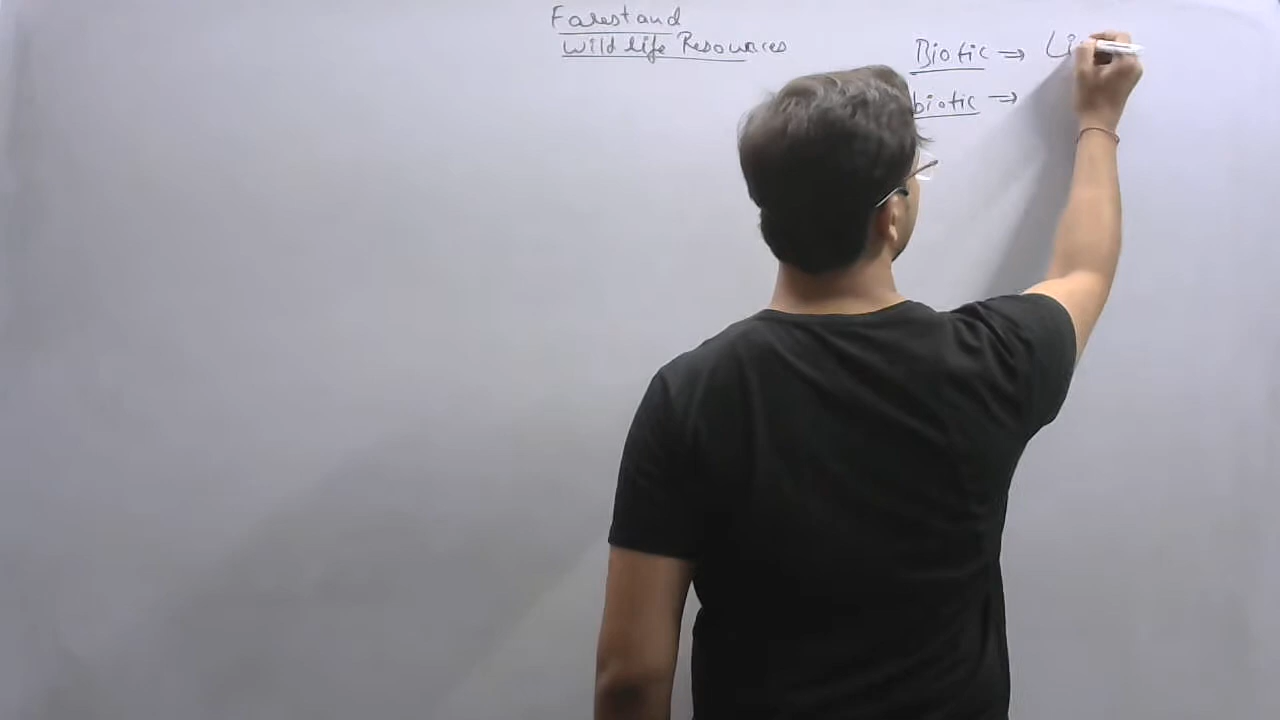 Forest and
Wild life Resources
Biotic ⇒ Li
biotic ⇒